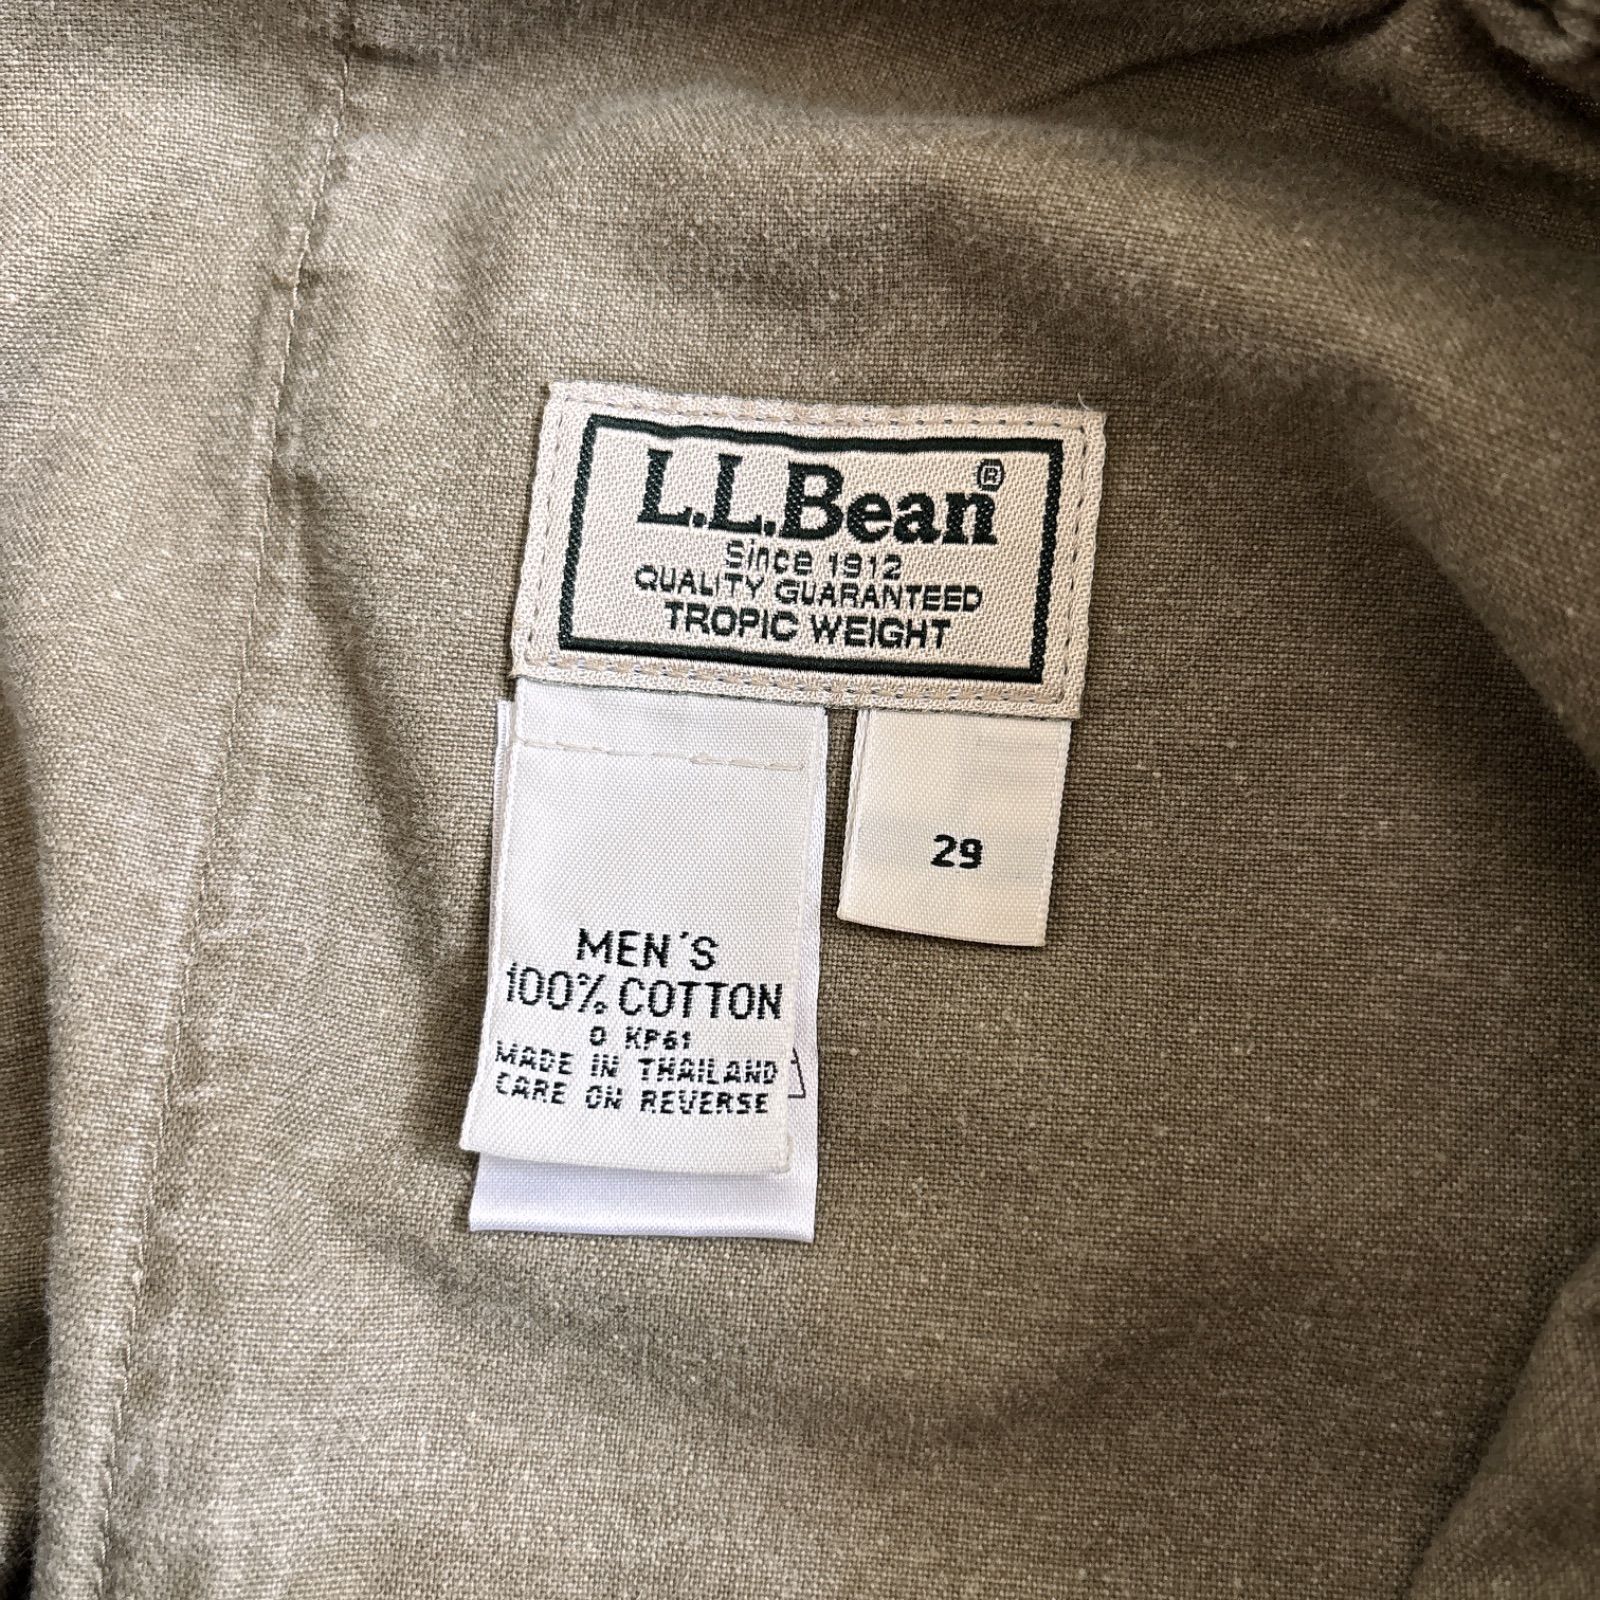 L.L.Bean®
Since 1912
QUALITY GUARANTEED
TROPIC WEIGHT
29
MEN'S
100% COTTON
0 KP61
MADE IN THAILAND
CARE ON REVERSE